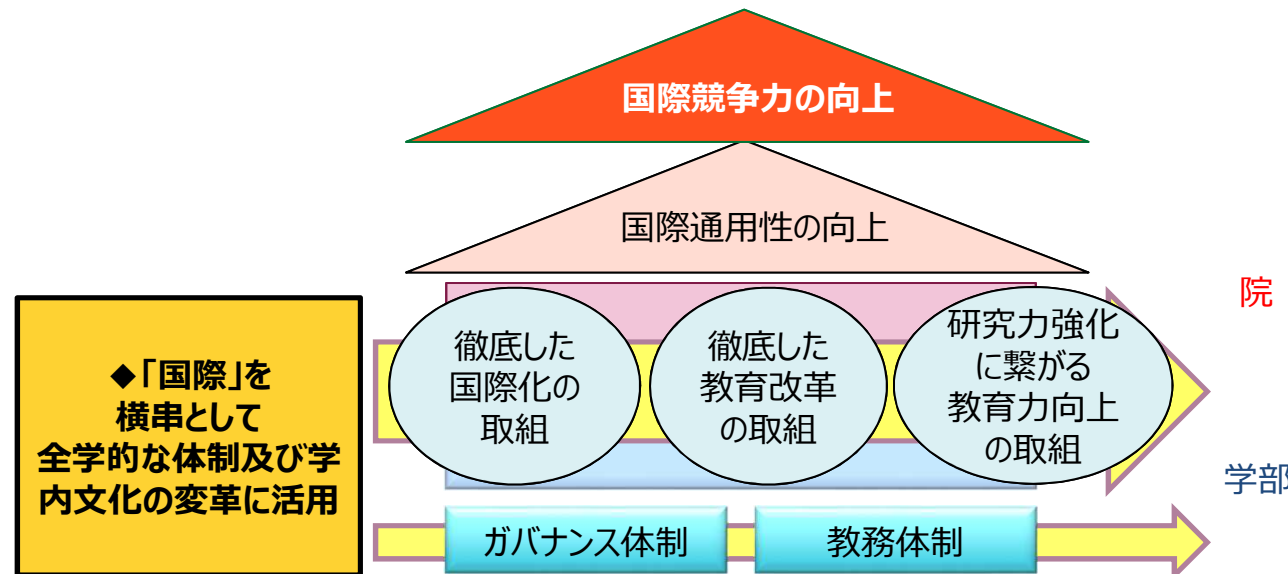 国際競争力の向上
国際通用性の向上
院
徹底した
国際化の
取組
徹底した
教育改革
の取組
研究力強化
に繋がる
教育力向上
の取組
◆「国際」を
横串として
全学的な体制及び学
内文化の変革に活用
学部
ガバナンス体制
教務体制